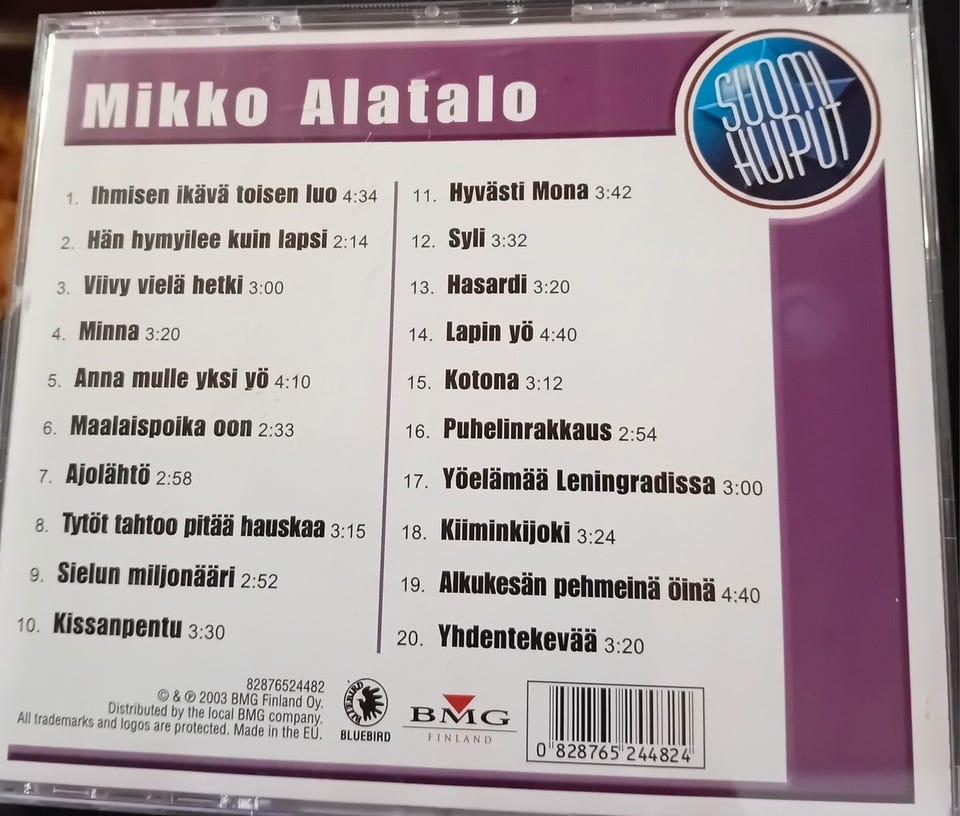 Mikko Alatalo
SUOMI
HUIPUT
1. Ihmisen ikävä toisen luo 4:34
2. Hän hymyilee kuin lapsi 2:14
3. Viivy vielä hetki 3:00
4. Minna 3:20
5. Anna mulle yksi yö 4:10
6. Maalaispoika oon 2:33
7. Ajolähtö 2:58
8. Tytöt tahtoo pitää hauskaa 3:15
9. Sielun miljonääri 2:52
10. Kissanpentu 3:30
11. Hyvästi Mona 3:42
12. Syli 3:32
13. Hasardi 3:20
14. Lapin yö 4:40
15. Kotona 3:12
16. Puhelinrakkaus 2:54
17. Yöelämää Leningradissa 3:00
18. Kiiminkijoki 3:24
19. Alkukesän pehmeinä öinä 4:40
20. Yhdentekevää 3:20
82876524482
© & ℗ 2003 BMG Finland Oy.
Distributed by the local BMG company.
All trademarks and logos are protected. Made in the EU.
BLUEBIRD
BLUEBIRD
BMG
FINLAND
0 828765 244824